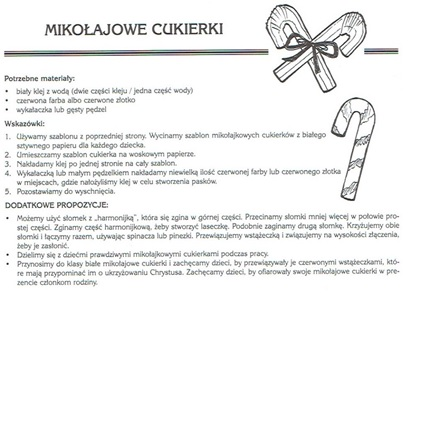 MIKOŁAJOWE CUKIERKI
Potrzebne materiały:
• biały klej z wodą (dwie części kleju / jedna część wody)
• czerwona farba albo czerwone złotko
• wykałaczka lub gęsty pędzel
Wskazówki:
1. Używamy szablonu z poprzedniej strony. Wycinamy szablon mikołajkowych cukierków z białego
sztywnego papieru dla każdego dziecka.
2. Umieszczamy szablon cukierka na woskowym papierze.
3. Nakładamy klej po jednej stronie na cały szablon.
4. Wykałaczką lub małym pędzelkiem nakładamy niewielką ilość czerwonej farby lub czerwonego złotka
w miejscach, gdzie nałożyliśmy klej w celu stworzenia pasków.
5. Pozostawiamy do wyschnięcia.
DODATKOWE PROPOZYCJE:
• Możemy użyć słomek z „harmonijką”, która się zgina w górnej części. Przecinamy słomki mniej więcej w połowie pro-
stej części. Zginamy część harmonijkową, żeby stworzyć laseczkę. Podobnie zaginamy drugą słomkę. Krzyżujemy obie
słomki i łączymy razem, używając spinacza lub pinezki. Przewiązujemy wstążeczką i związujemy na wysokości złączenia,
żeby je zasłonić.
• Dzielimy się z dziećmi prawdziwymi mikołajkowymi cukierkami podczas pracy.
• Przynosimy do klasy białe mikołajowe cukierki i zachęcamy dzieci, by przewiązywały je czerwonymi wstążeczkami, któ-
re mają przypominać im o ukrzyżowaniu Chrystusa. Zachęcamy dzieci, by ofiarowały swoje mikołajowe cukierki w pre-
zencie członkom rodziny.